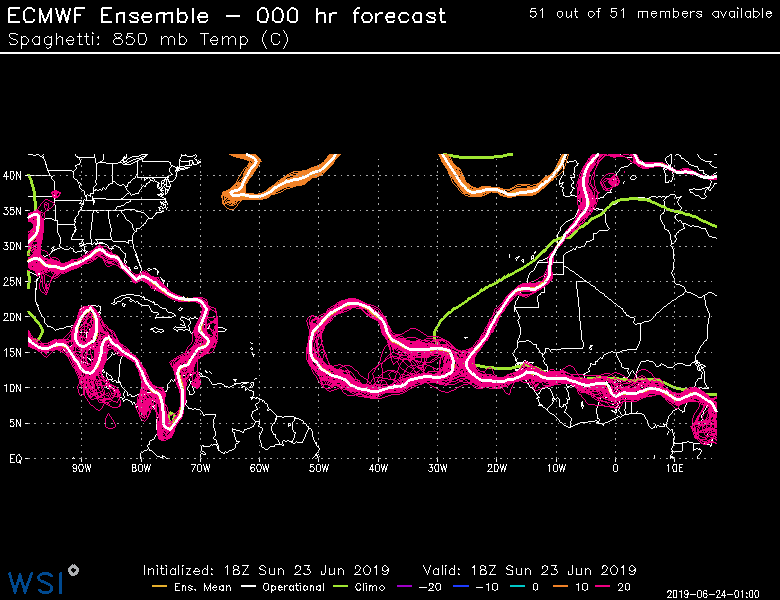 ECMWF Ensemble – 000 hr forecast
51 out of 51 members available
Spaghetti: 850 mb Temp (C)
40N
35N
30N
25N
20N
15N
10N
5N
EQ
90W 80W 70W 60W 50W 40W 30W 20W 10W 0 10E
WSI
Initialized: 18Z Sun 23 Jun 2019 Valid: 18Z Sun 23 Jun 2019
Ens. Mean Operational Climo -20 -10 0 10 20
2019-06-24-01:00